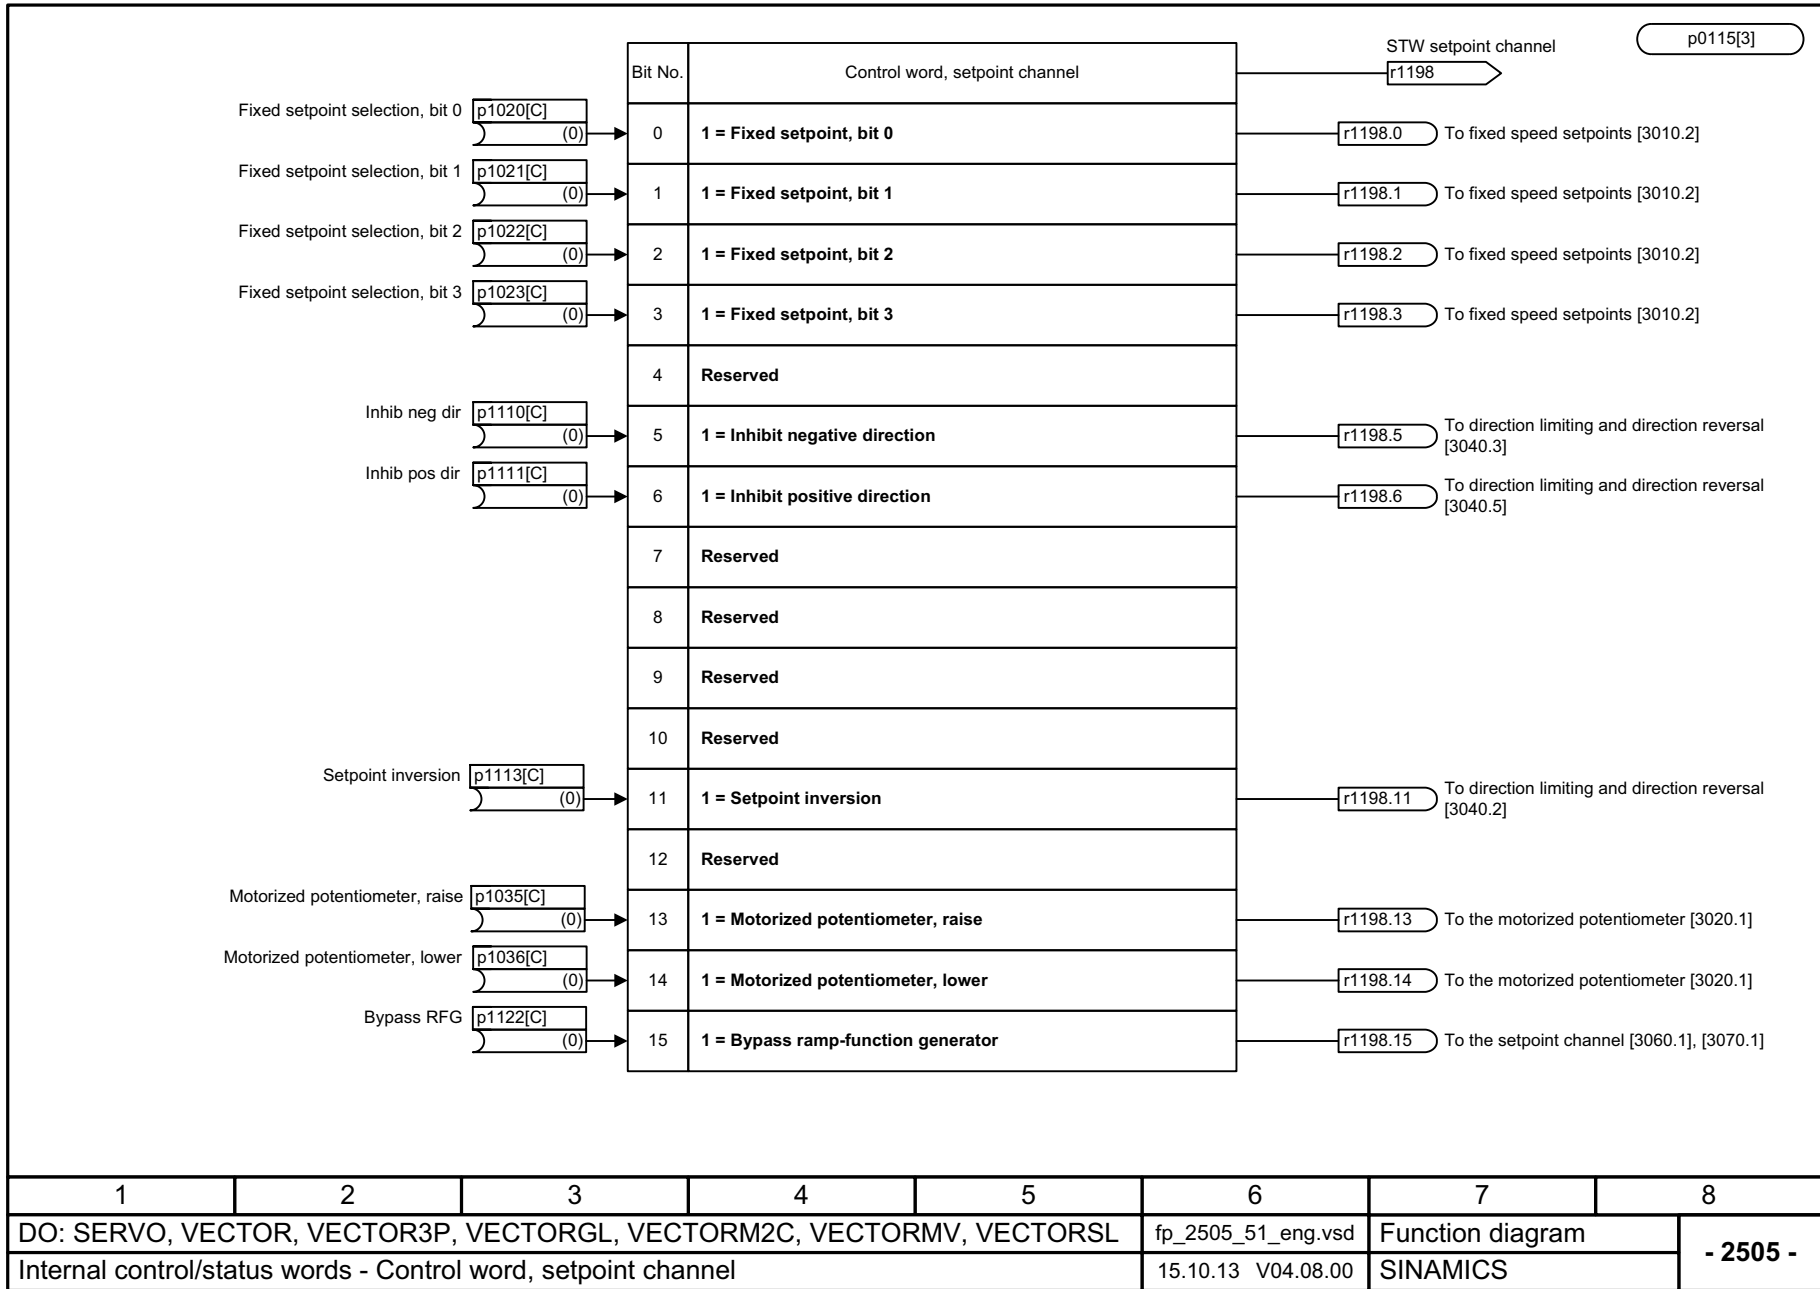 STW setpoint channel
p0115[3]
Bit No.
Control word, setpoint channel
r1198
Fixed setpoint selection, bit 0
p1020[C]
(0)
0
1 = Fixed setpoint, bit 0
r1198.0
To fixed speed setpoints [3010.2]
Fixed setpoint selection, bit 1
p1021[C]
(0)
1
1 = Fixed setpoint, bit 1
r1198.1
To fixed speed setpoints [3010.2]
Fixed setpoint selection, bit 2
p1022[C]
(0)
2
1 = Fixed setpoint, bit 2
r1198.2
To fixed speed setpoints [3010.2]
Fixed setpoint selection, bit 3
p1023[C]
(0)
3
1 = Fixed setpoint, bit 3
r1198.3
To fixed speed setpoints [3010.2]
4
Reserved
Inhib neg dir
p1110[C]
(0)
5
1 = Inhibit negative direction
r1198.5
To direction limiting and direction reversal
[3040.3]
Inhib pos dir
p1111[C]
(0)
6
1 = Inhibit positive direction
r1198.6
To direction limiting and direction reversal
[3040.5]
7
Reserved
8
Reserved
9
Reserved
10
Reserved
Setpoint inversion
p1113[C]
(0)
11
1 = Setpoint inversion
r1198.11
To direction limiting and direction reversal
[3040.2]
12
Reserved
Motorized potentiometer, raise
p1035[C]
(0)
13
1 = Motorized potentiometer, raise
r1198.13
To the motorized potentiometer [3020.1]
Motorized potentiometer, lower
p1036[C]
(0)
14
1 = Motorized potentiometer, lower
r1198.14
To the motorized potentiometer [3020.1]
Bypass RFG
p1122[C]
(0)
15
1 = Bypass ramp-function generator
r1198.15
To the setpoint channel [3060.1], [3070.1]
1
2
3
4
5
6
7
8
DO: SERVO, VECTOR, VECTOR3P, VECTORGL, VECTORM2C, VECTORMV, VECTORSL
fp_2505_51_eng.vsd
Function diagram
- 2505 -
Internal control/status words - Control word, setpoint channel
15.10.13 V04.08.00
SINAMICS